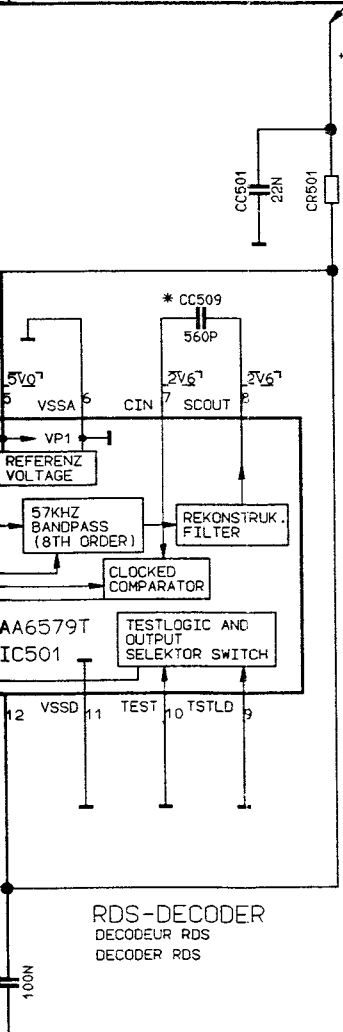 CC501
22N
CR501
* CC509
560P
5V0
2V6
2V6
5
6
7
8
VSSA
CIN
SCOUT
VP1
REFERENZ
VOLTAGE
57KHZ
BANDPASS
(8TH ORDER)
REKONSTRUK.
FILTER
CLOCKED
COMPARATOR
AA6579T
IC501
TESTLOGIC AND
OUTPUT
SELEKTOR SWITCH
12
VSSD
11
TEST
10
TSTLD
9
RDS-DECODER
DECODEUR RDS
DECODER RDS
100N